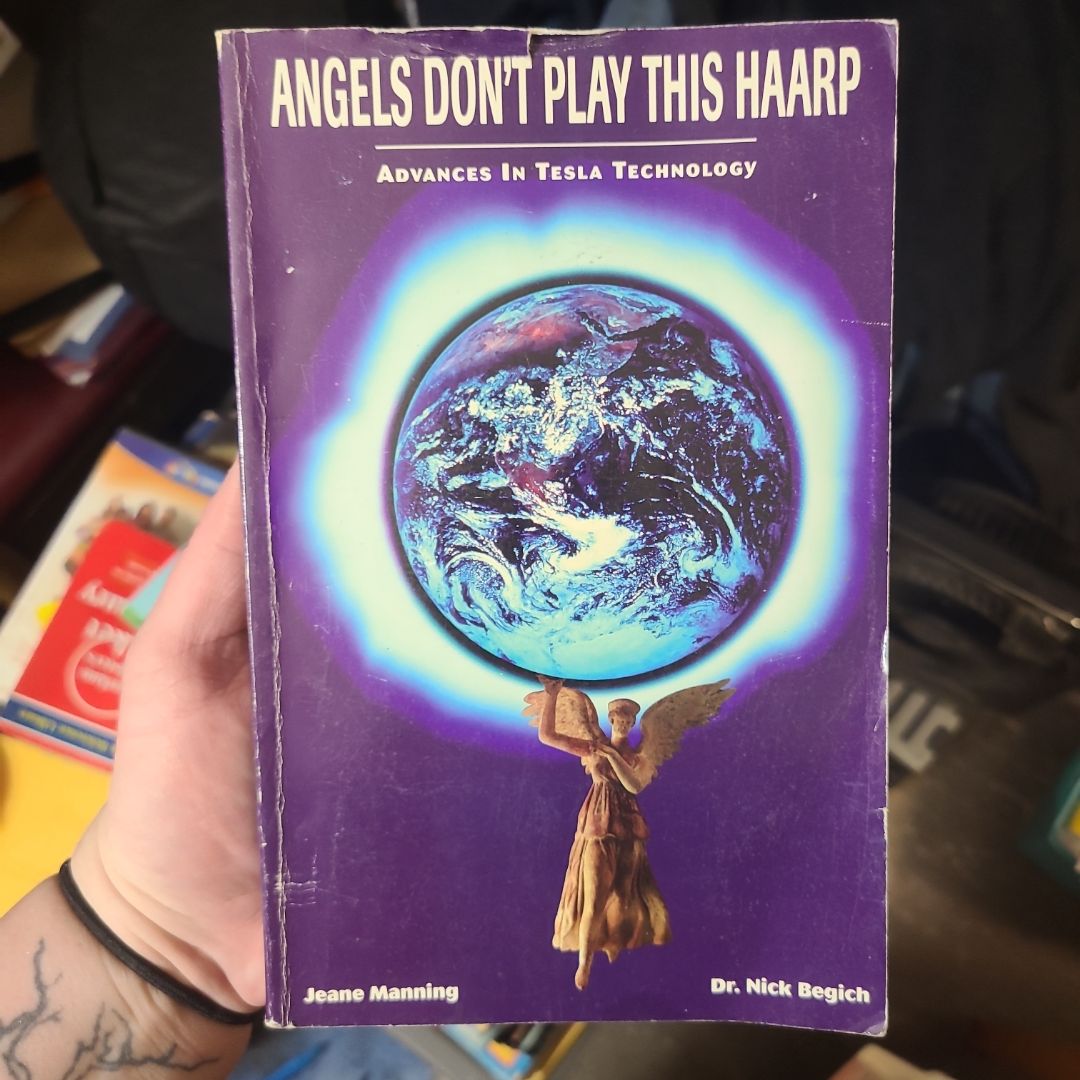 ANGELS DON'T PLAY THIS HAARP
ADVANCES IN TESLA TECHNOLOGY
Jeane Manning
Dr. Nick Begich